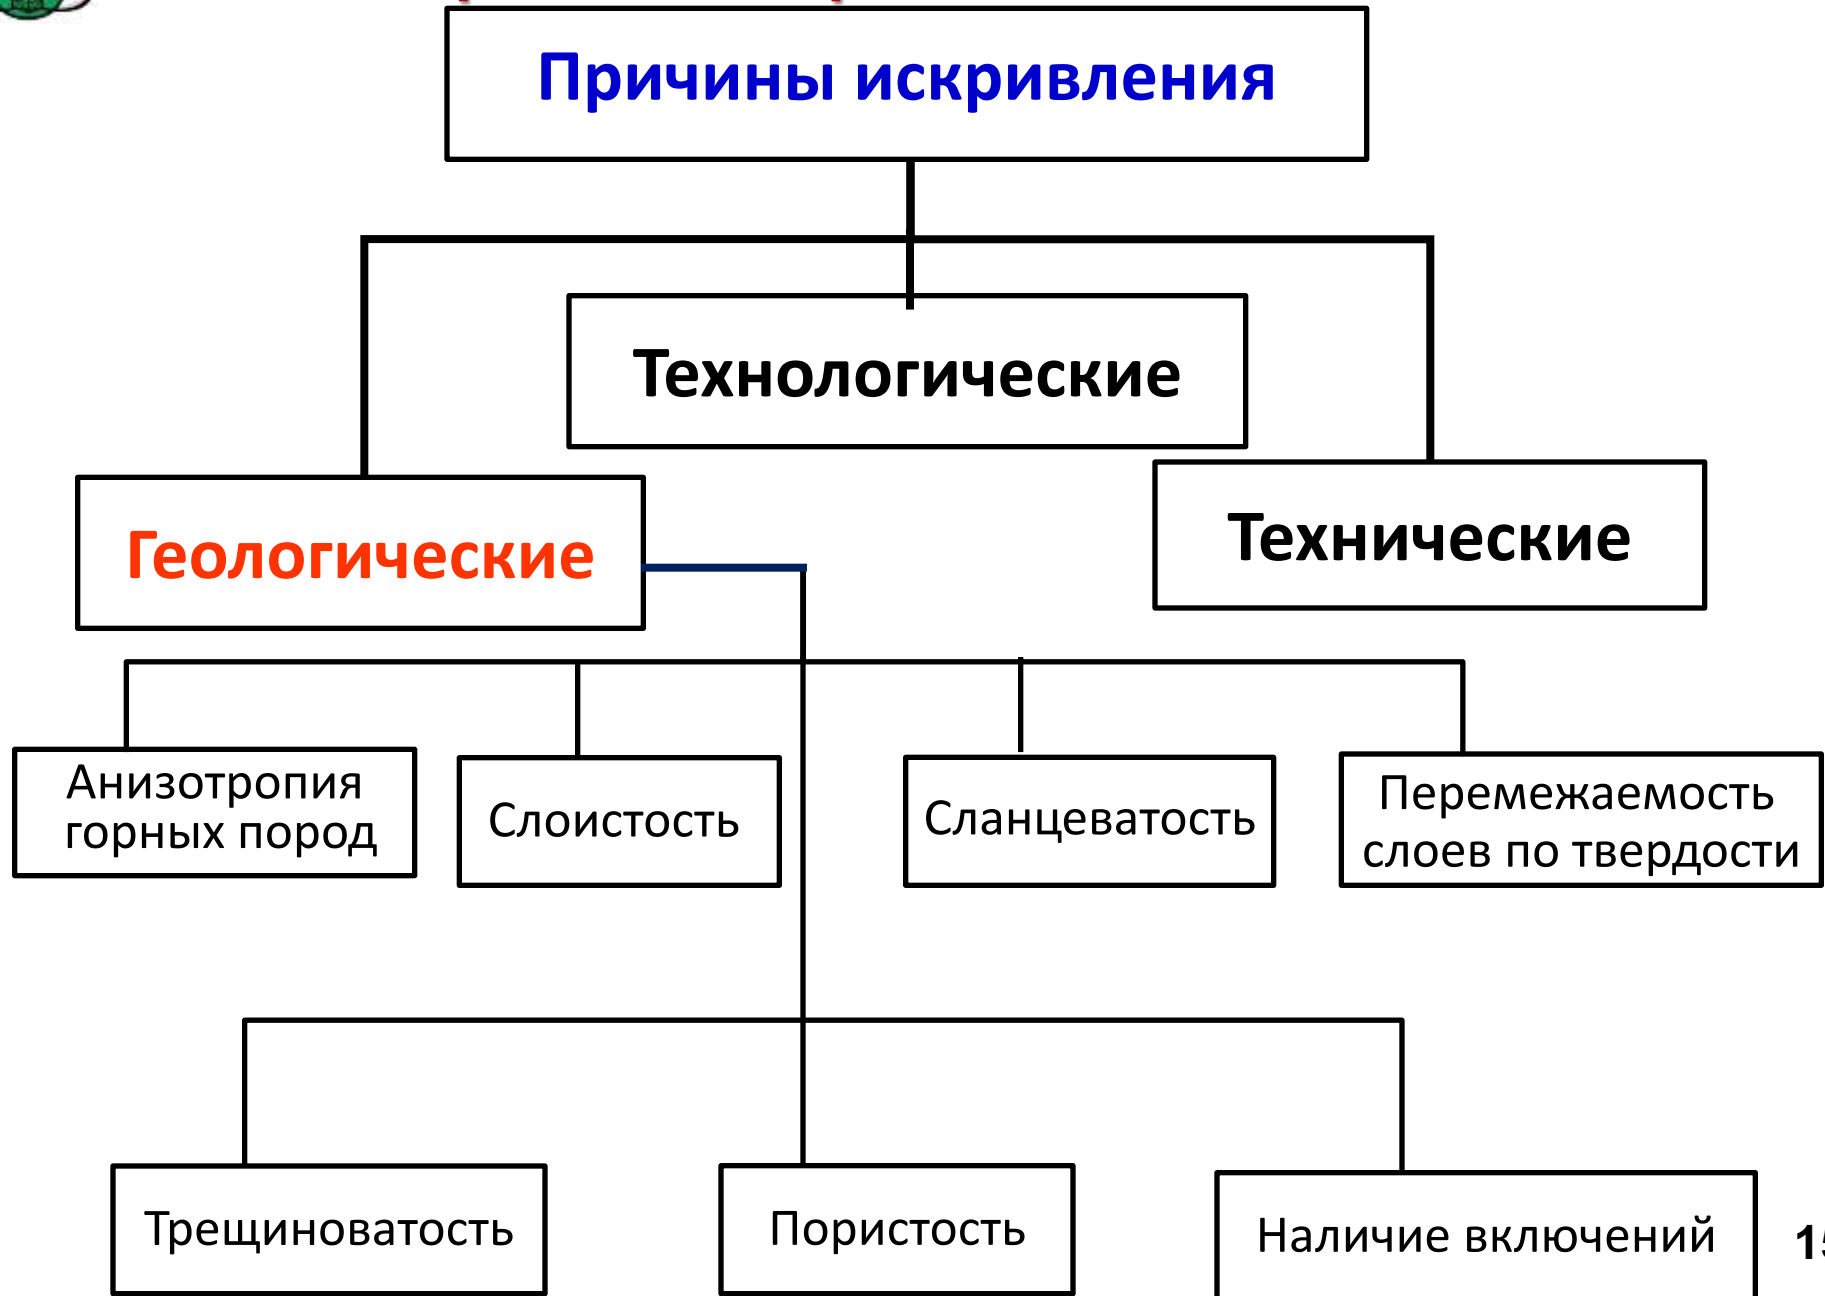 Причины искривления
Технологические
Технические
Геологические
Анизотропия
горных пород
Слоистость
Сланцеватость
Перемежаемость
слоев по твердости
Трещиноватость
Пористость
Наличие включений